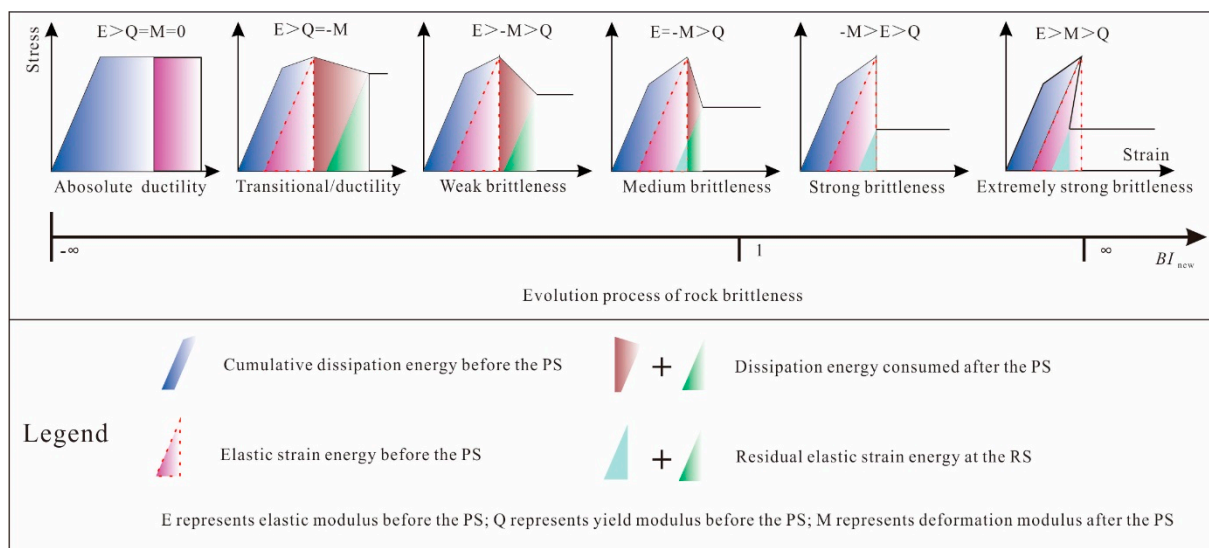 E＞Q=M=0
E＞Q=-M
E＞-M＞Q
E=-M＞Q
-M＞E＞Q
E＞M＞Q
Stress
Strain
Abosolute ductility
Transitional/ductility
Weak brittleness
Medium brittleness
Strong brittleness
Extremely strong brittleness
-∞
1
∞
BI new
Evolution process of rock brittleness
Legend
Cumulative dissipation energy before the PS
+
Dissipation energy consumed after the PS
Elastic strain energy before the PS
+
Residual elastic strain energy at the RS
E represents elastic modulus before the PS; Q represents yield modulus before the PS; M represents deformation modulus after the PS